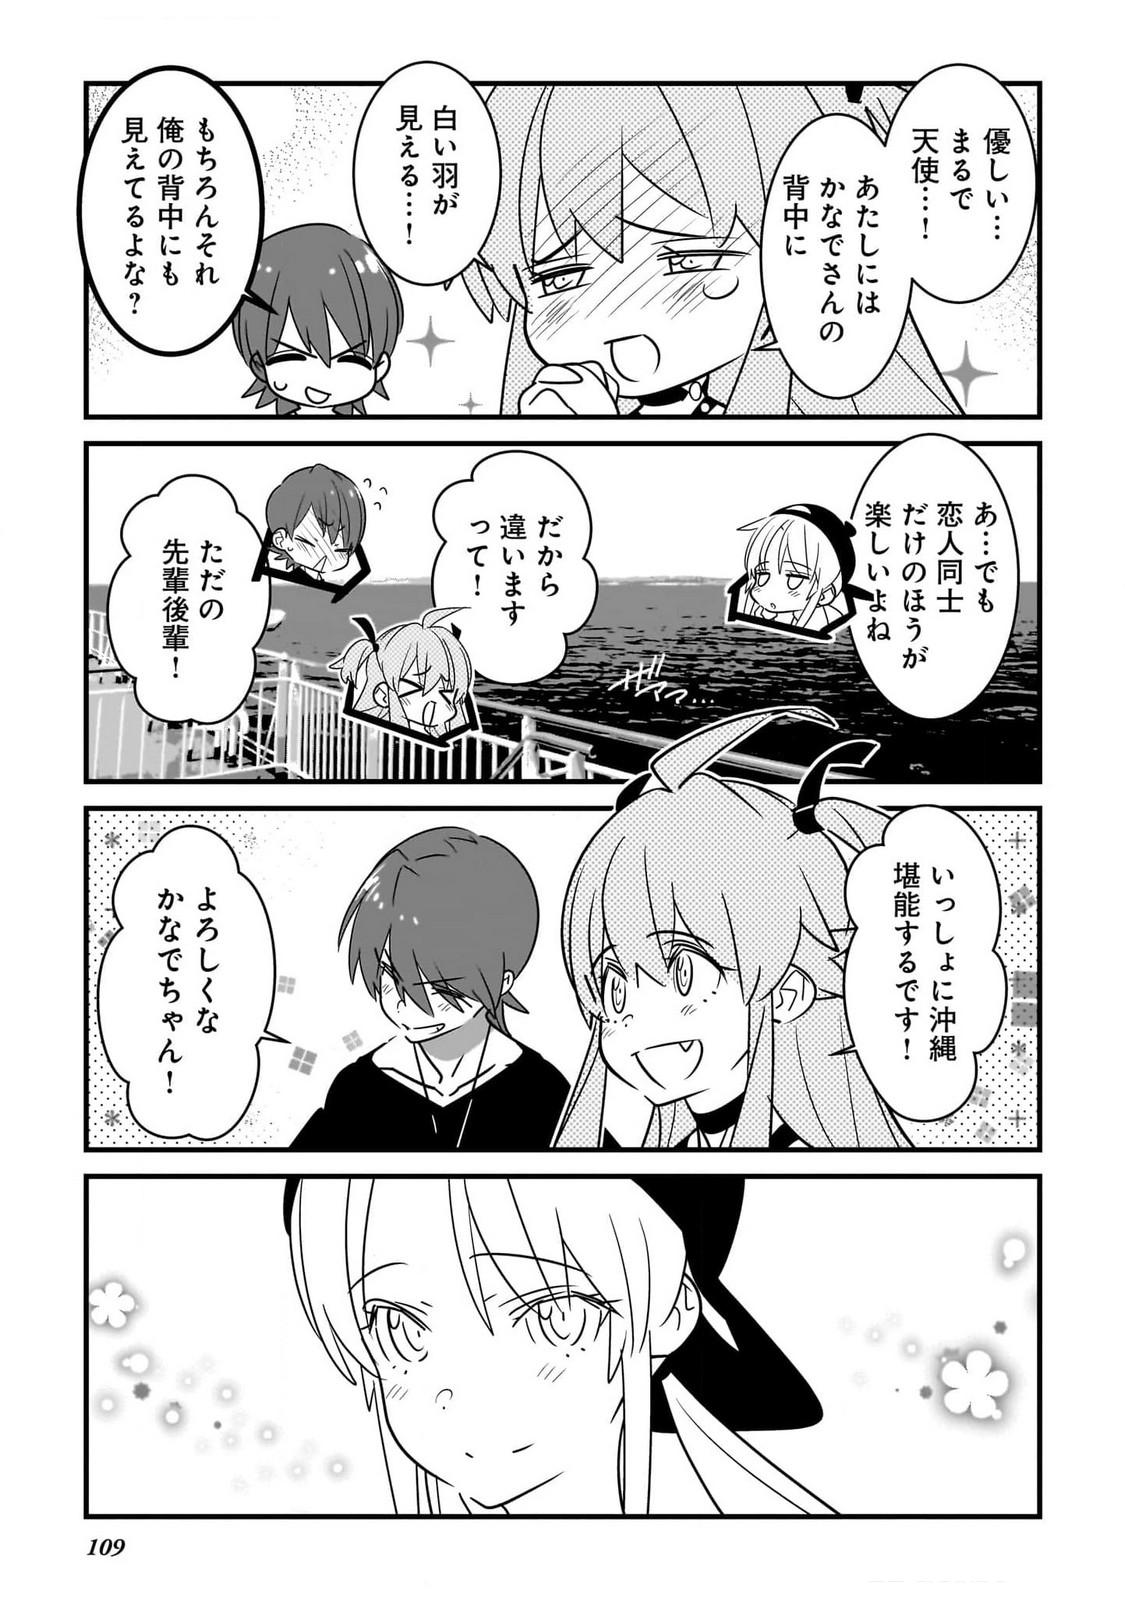 優しい…
まるで
天使…！
あたしには
かなでさんの
背中に
白い羽が
見える…！
もちろんそれ
俺の背中にも
見えてるよな？
あ…でも
恋人同士
だけのほうが
楽しいよね
だから
違います
って！
ただの
先輩後輩！
ザマァ…
いっしょに沖縄
堪能するです！
よろしくな
かなでちゃん！
109